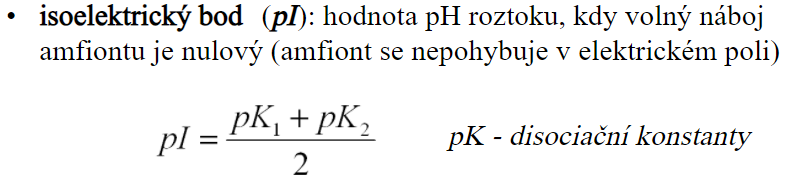 • isoelektrický bod (pI): hodnota pH roztoku, kdy volný náboj
amfiontu je nulový (amfiont se nepohybuje v elektrickém poli)
pI = (pK₁ + pK₂) / 2 pK - disociační konstanty